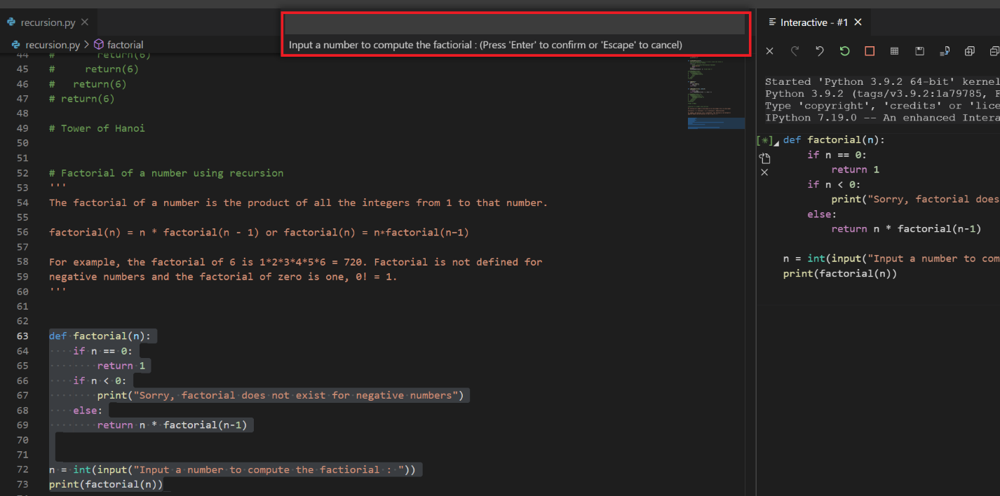 recursion.py
recursion.py > factorial
Input a number to compute the factiorial : (Press 'Enter' to confirm or 'Escape' to cancel)
44 # return(6)
45 # return(6)
46 # return(6)
47 # return(6)
48
49 # Tower of Hanoi
50
51
52 # Factorial of a number using recursion
53 '''
54 The factorial of a number is the product of all the integers from 1 to that number.
55
56 factorial(n) = n * factorial(n - 1) or factorial(n) = n*factorial(n−1)
57
58 For example, the factorial of 6 is 1*2*3*4*5*6 = 720. Factorial is not defined for
59 negative numbers and the factorial of zero is one, 0! = 1.
60 '''
61
62
63 def factorial(n):
64 if n == 0:
65 return 1
66 if n < 0:
67 print("Sorry, factorial does not exist for negative numbers")
68 else:
69 return n * factorial(n-1)
70
71
72 n = int(input("Input a number to compute the factiorial : "))
73 print(factorial(n))
Interactive - #1
Started 'Python 3.9.2 64-bit' kernel
Python 3.9.2 (tags/v3.9.2:1a79785, F
Type 'copyright', 'credits' or 'lice
IPython 7.19.0 -- An enhanced Intera
[*] def factorial(n):
if n == 0:
return 1
if n < 0:
print("Sorry, factorial does
else:
return n * factorial(n-1)
n = int(input("Input a number to com
print(factorial(n))